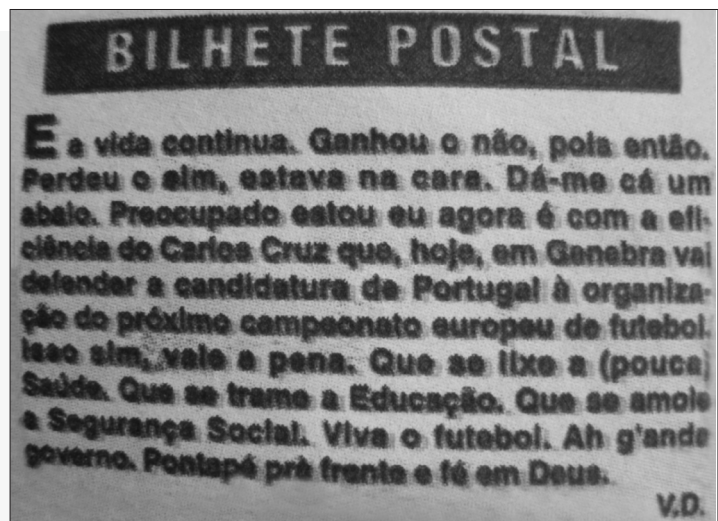 BILHETE POSTAL
E a vida continua. Ganhou o não, pois então.
Perdeu o sim, estava na cara. Dá-me cá um
abalo. Preocupado estou eu agora é com a efi-
ciência do Carlos Cruz que, hoje, em Genebra vai
defender a candidatura de Portugal à organiza-
ção do próximo campeonato europeu de futebol.
Isso sim, vale a pena. Que se lixe a (pouca)
Saúde. Que se trame a Educação. Que se amole
a Segurança Social. Viva o futebol. Ah g'anda
governo. Pontapé prà frente e fé em Deus.
V.D.